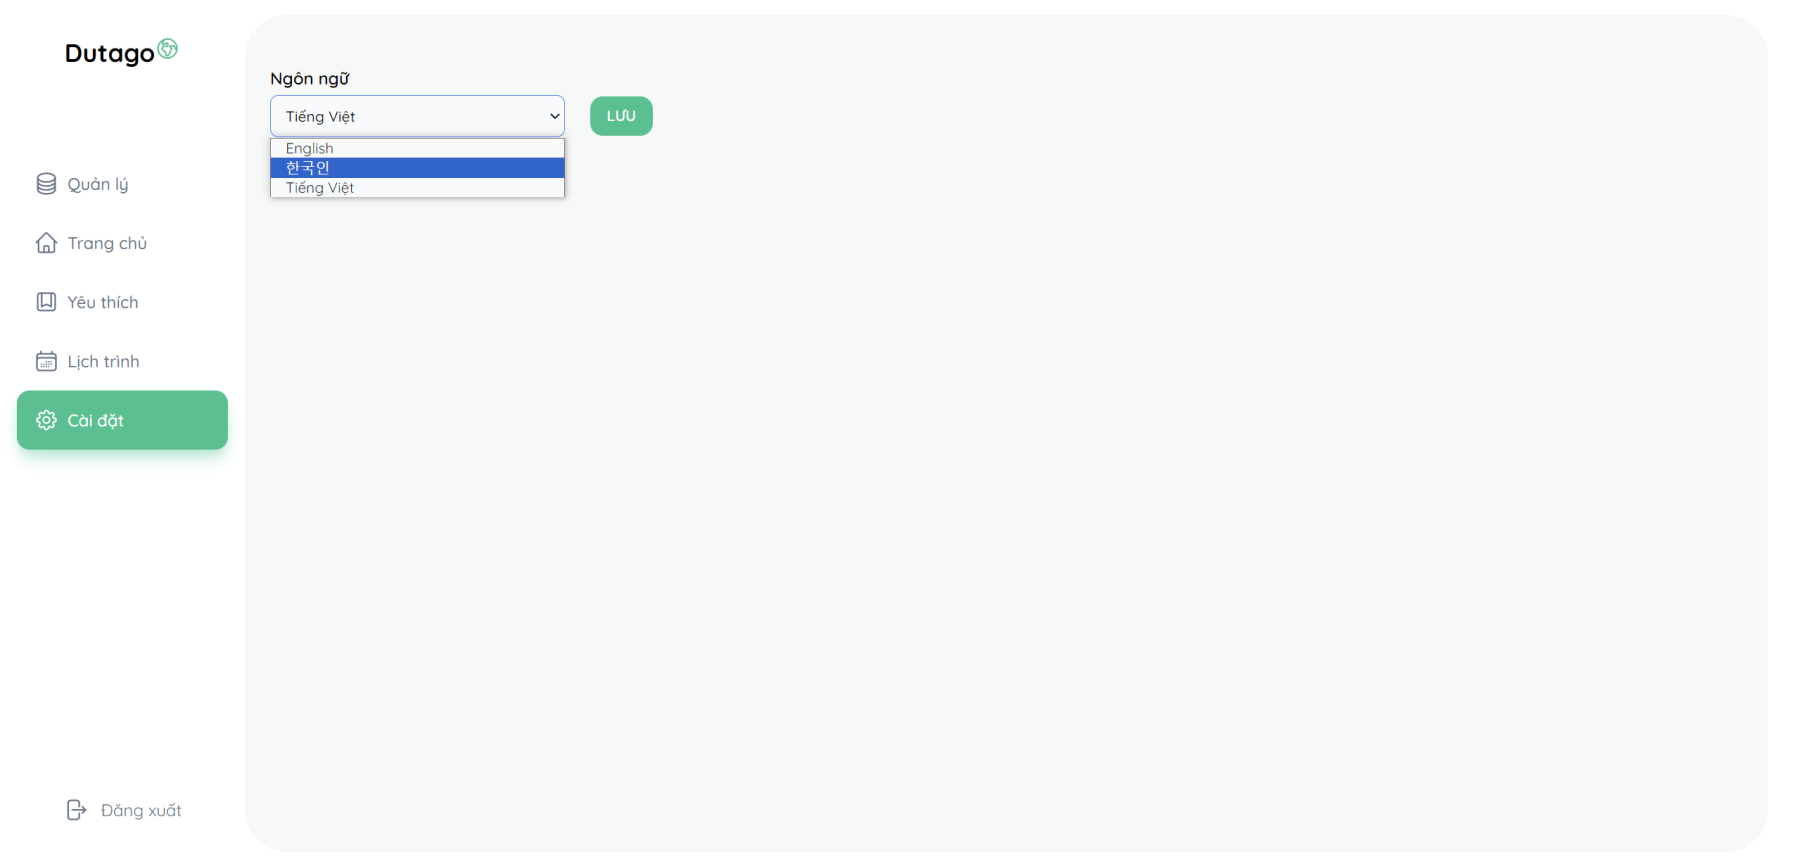 Dutago
Quản lý
Trang chủ
Yêu thích
Lịch trình
Cài đặt
Đăng xuất
Ngôn ngữ
Tiếng Việt
LƯU
English
한국인
Tiếng Việt